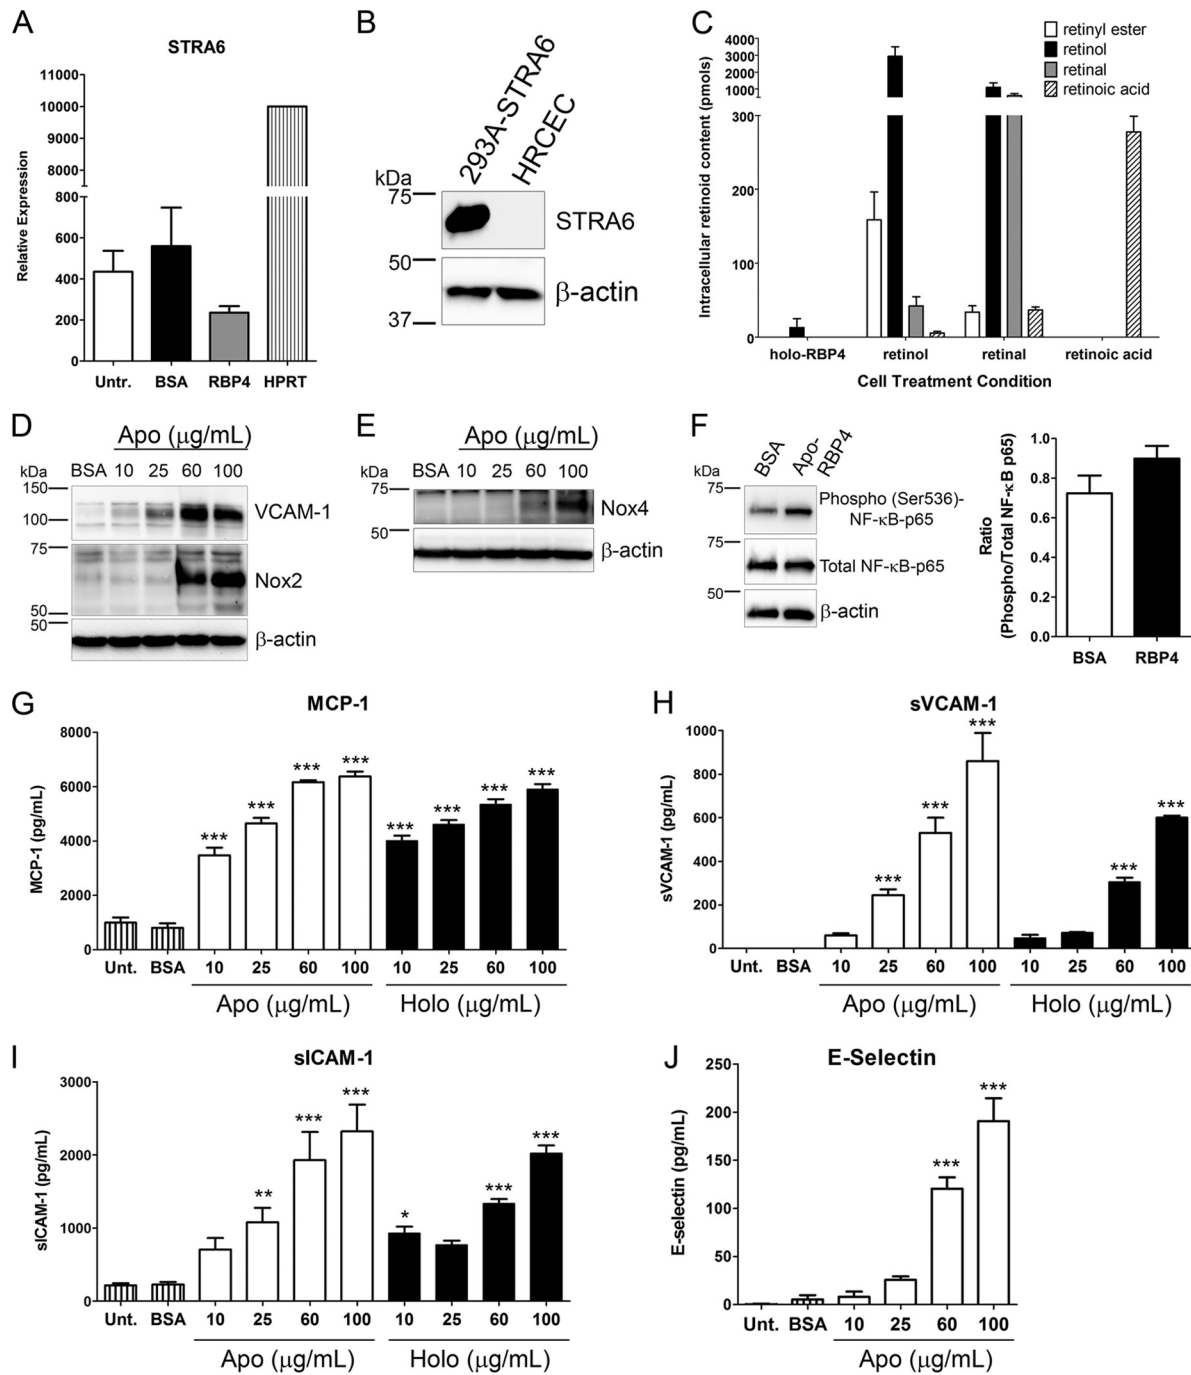 A
STRA6
Relative Expression
11000
10000
9000
8000
7000
6000
5000
800
600
400
200
0
Untr. BSA RBP4 HPRT
B
293A-STRA6
HRCEC
kDa
75
STRA6
50
β-actin
37
C
retinyl ester
retinol
retinal
retinoic acid
Intracellular retinoid content (pmols)
4000
3000
2000
1000
300
200
100
0
holo-RBP4 retinol retinal retinoic acid
Cell Treatment Condition
D
Apo (μg/mL)
kDa BSA 10 25 60 100
150
100
VCAM-1
75
Nox2
50
50
β-actin
E
Apo (μg/mL)
kDa BSA 10 25 60 100
75
Nox4
50
β-actin
F
BSA
Apo-
RBP4
kDa
75
Phospho (Ser536)-
NF-κB-p65
75
Total NF-κB-p65
50
β-actin
Ratio
(Phospho/Total NF-κB p65)
1.0
0.8
0.6
0.4
0.2
0.0
BSA RBP4
G
MCP-1
MCP-1 (pg/mL)
8000
6000
4000
2000
0
*** *** *** *** *** *** *** ***
Unt. BSA 10 25 60 100 10 25 60 100
Apo (μg/mL) Holo (μg/mL)
H
sVCAM-1
sVCAM-1 (pg/mL)
1000
800
600
400
200
0
*** *** *** *** ***
Unt. BSA 10 25 60 100 10 25 60 100
Apo (μg/mL) Holo (μg/mL)
I
sICAM-1
sICAM-1 (pg/mL)
3000
2000
1000
0
** *** *** * *** ***
Unt. BSA 10 25 60 100 10 25 60 100
Apo (μg/mL) Holo (μg/mL)
J
E-Selectin
E-selectin (pg/mL)
250
200
150
100
50
0
*** ***
Unt. BSA 10 25 60 100
Apo (μg/mL)